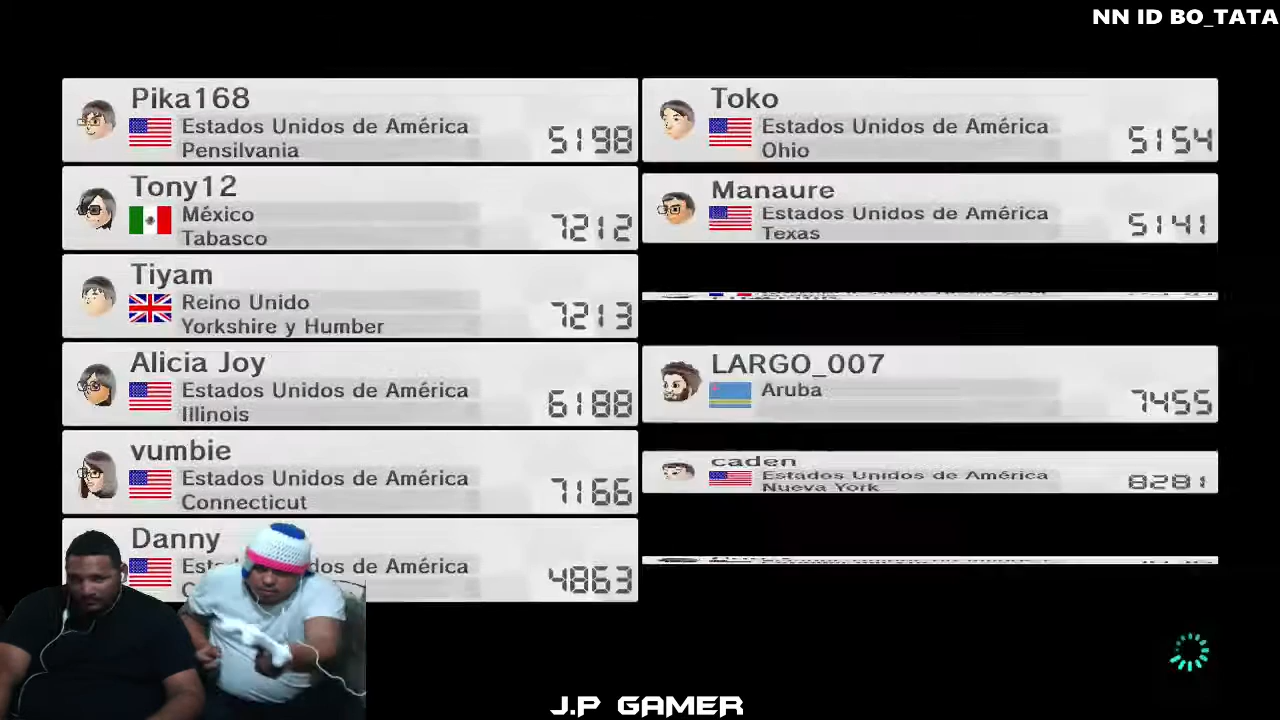 NN ID BO_TATA
Pika168
Estados Unidos de América
Pensilvania
5198
Tony12
México
Tabasco
7212
Tiyam
Reino Unido
Yorkshire y Humber
7213
Alicia Joy
Estados Unidos de América
Illinois
6188
vumbie
Estados Unidos de América
Connecticut
7166
Danny
América
4863
Toko
Estados Unidos de América
Ohio
5154
Manaure
Estados Unidos de América
Texas
5141
LARGO_007
Aruba
7455
caden
Estados Unidos de América
Nueva York
8281
J.P GAMER